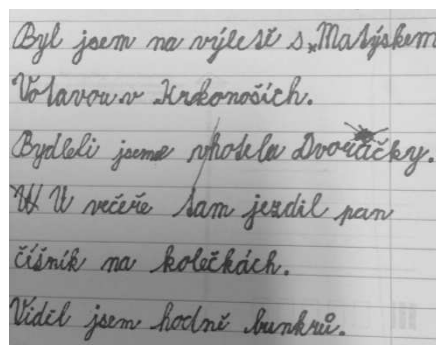 Byl jsem na výletě s Matýskem
Votavou v Krkonoších.
Bydleli jsme v hotelu Dvoračky.
U večeře tam jezdil pan
číšník na kolečkách.
Viděl jsem hodně bunkrů.